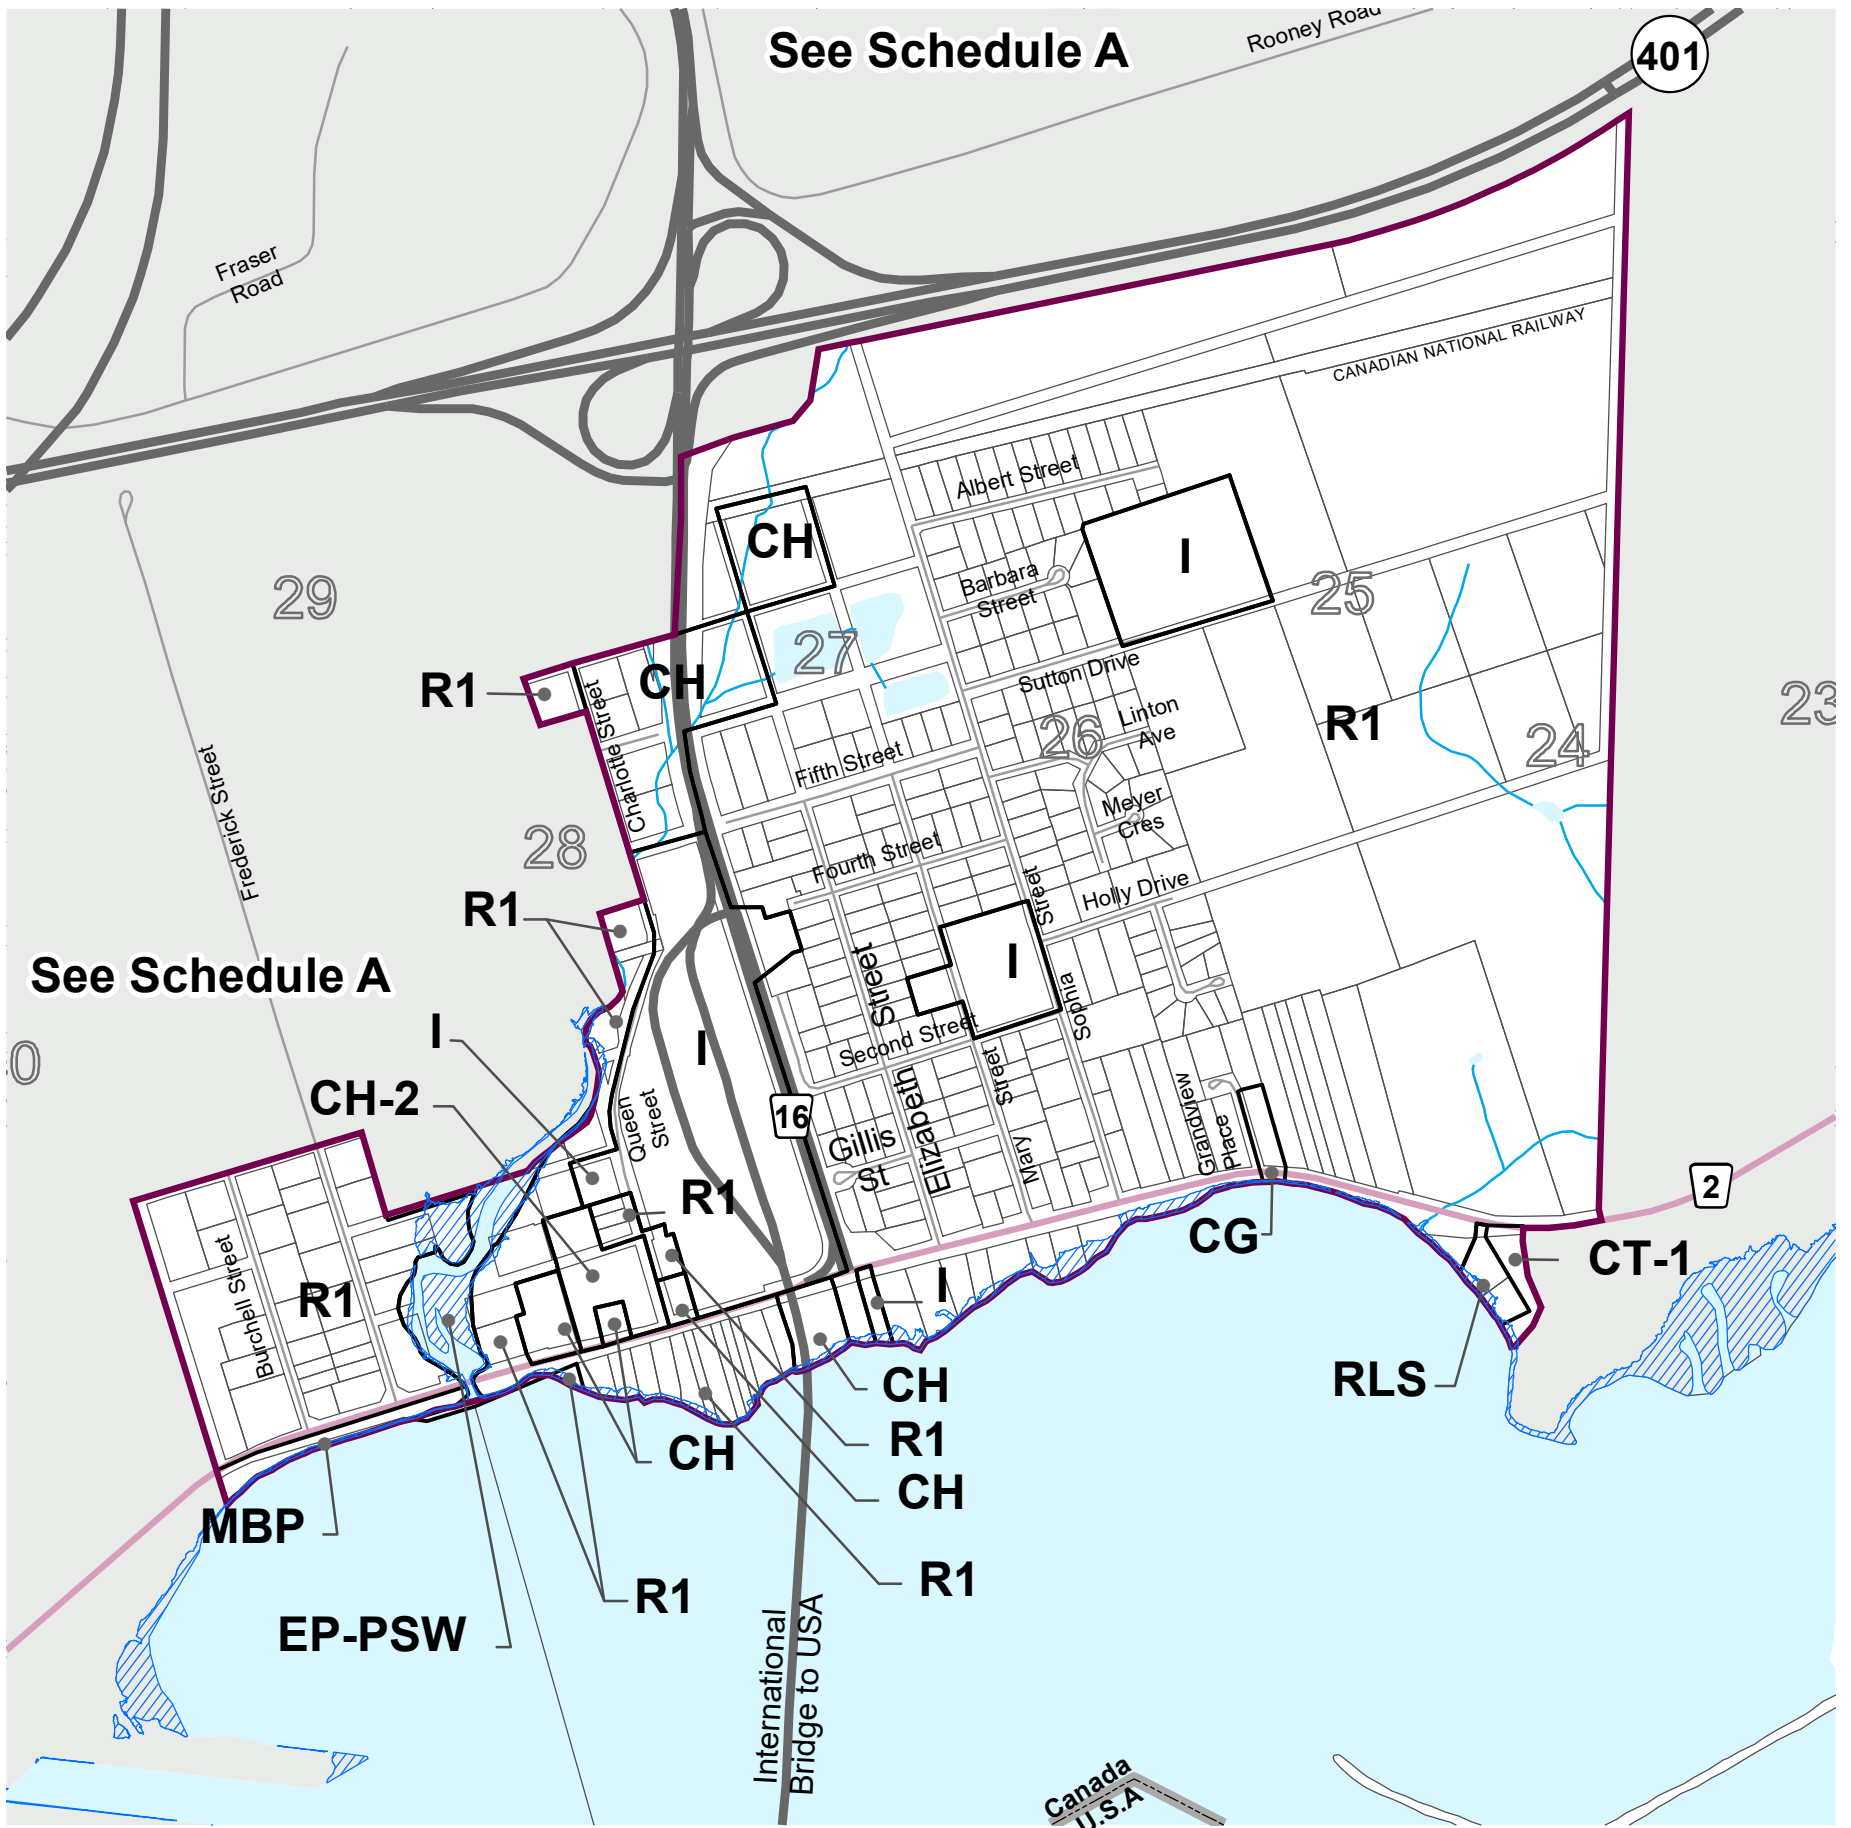 See Schedule A
Rooney Road
401
Fraser
Road
CANADIAN NATIONAL RAILWAY
Albert Street
CH
I
29
Barbara
Street
25
27
R1
CH
Sutton Drive
23
Charlotte Street
Linton
Ave
26
R1
24
Frederick Street
Fifth Street
Meyer
Cres
28
Fourth Street
Holly Drive
R1
Street
Sophia
See Schedule A
Street
Elizabeth
I
I
Second Street
I
0
CH-2
Queen
Street
16
Street
Mary
Grandview
Place
Gillis
St
R1
2
CG
CT-1
Burchell Street
R1
I
RLS
CH
R1
CH
CH
MBP
R1
R1
EP-PSW
International
Bridge to USA
Canada
U.S.A